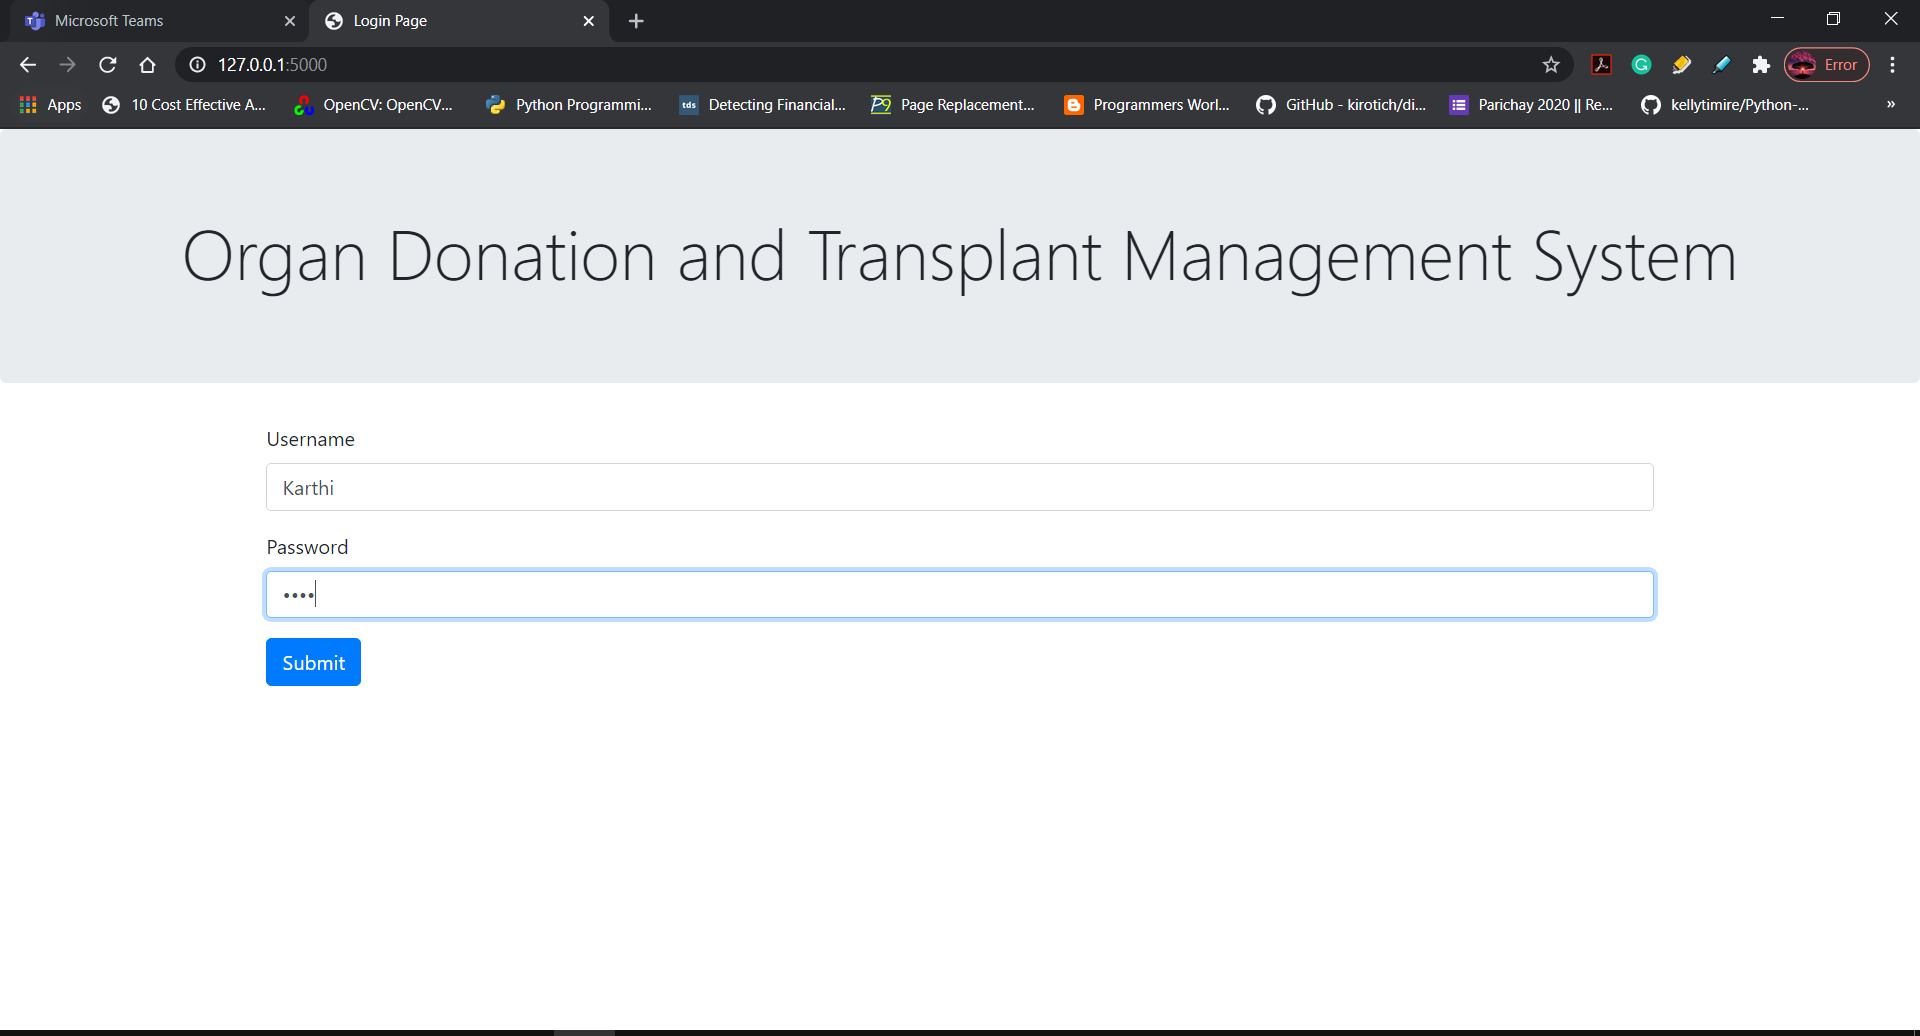 Microsoft Teams
Login Page
127.0.0.1:5000
Error
Apps
10 Cost Effective A...
OpenCV: OpenCV...
Python Programmi...
tds
Detecting Financial...
Page Replacement...
Programmers Worl...
GitHub - kirotich/di...
Parichay 2020 || Re...
kellytimire/Python-...
»
Organ Donation and Transplant Management System
Username
Karthi
Password
••••
Submit